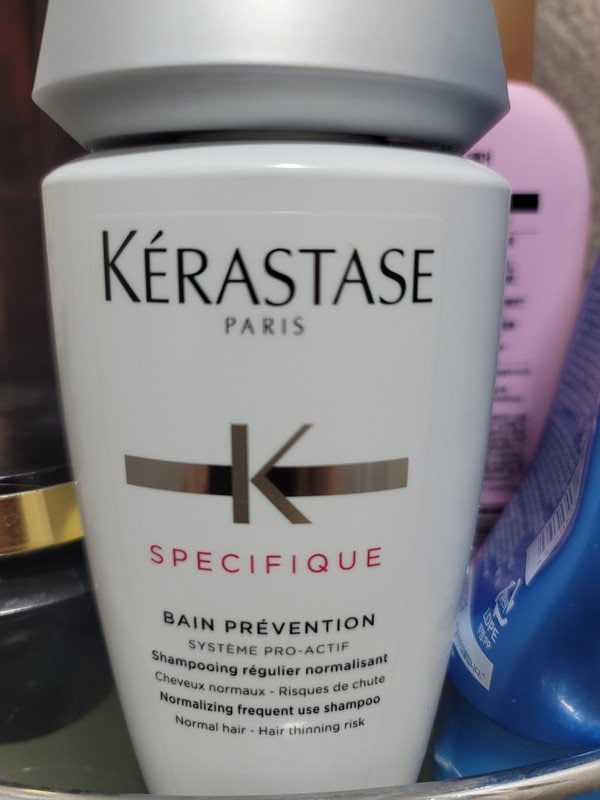 KÉRASTASE
PARIS
K
SPECIFIQUE
BAIN PRÉVENTION
SYSTÈME PRO-ACTIF
Shampooing régulier normalisant
Cheveux normaux - Risques de chute
Normalizing frequent use shampoo
Normal hair - Hair thinning risk
LDPE